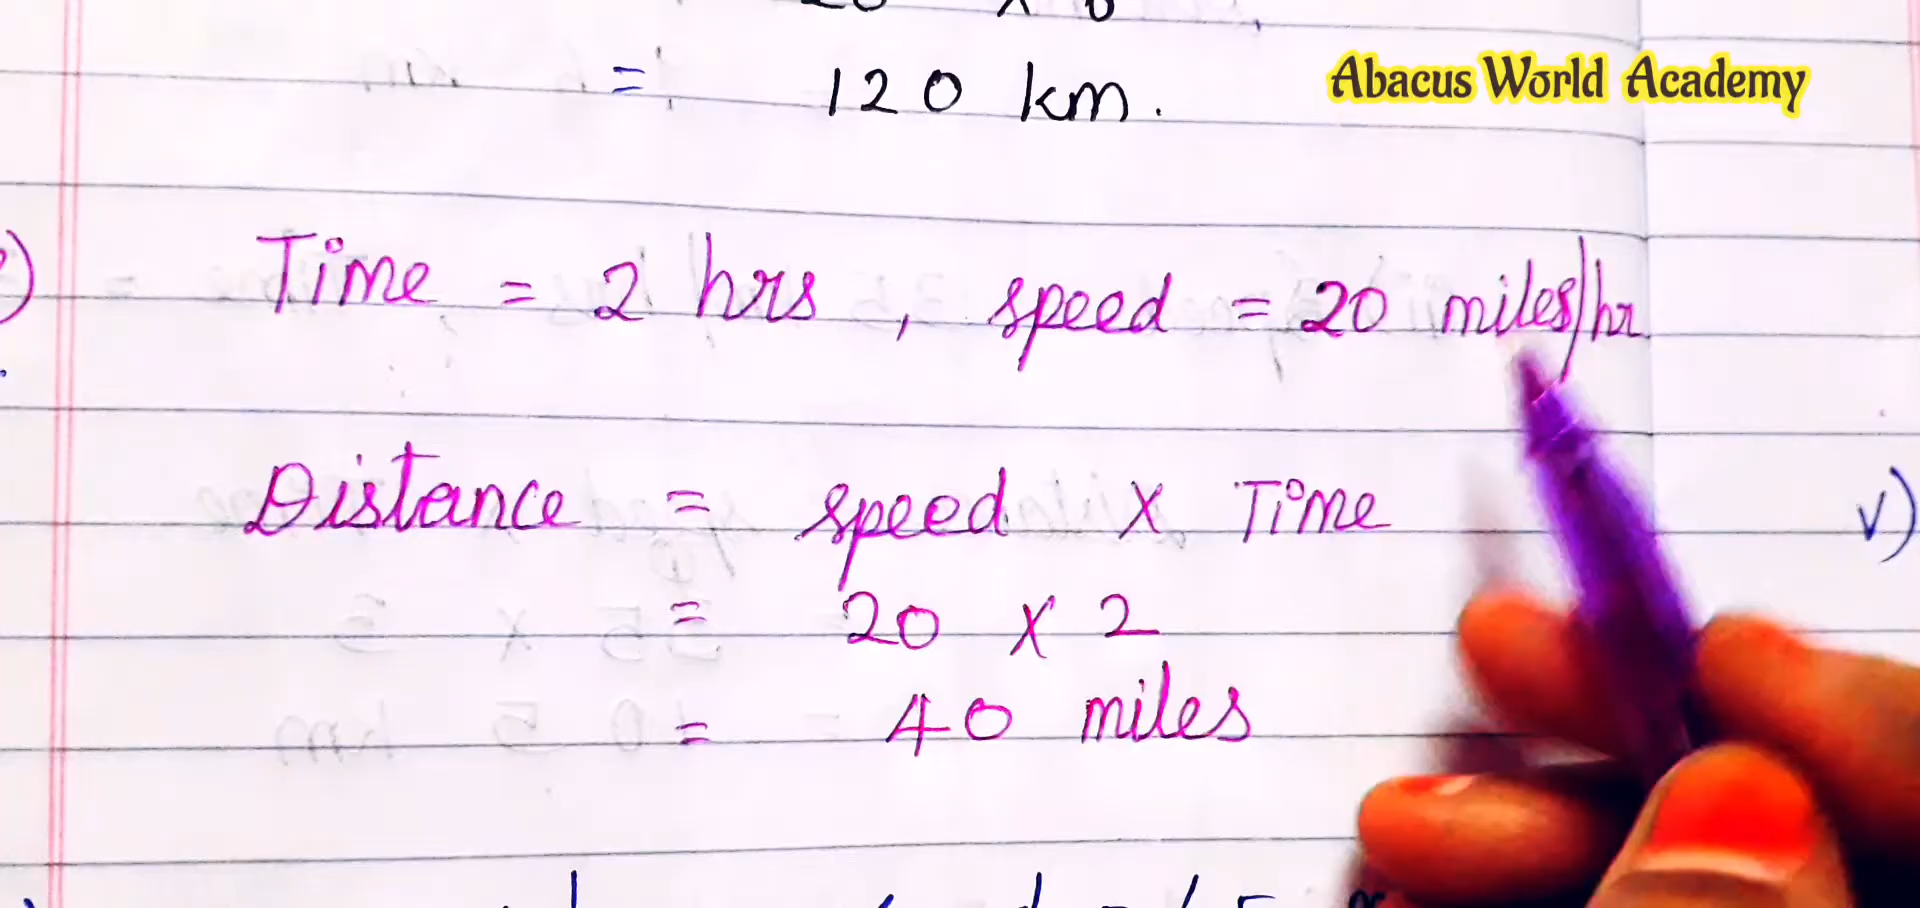 = 120 km.
Abacus World Academy
Time = 2 hrs, speed = 20 miles/hr
Distance = speed X Time
= 20 X 2
= 40 miles
v)